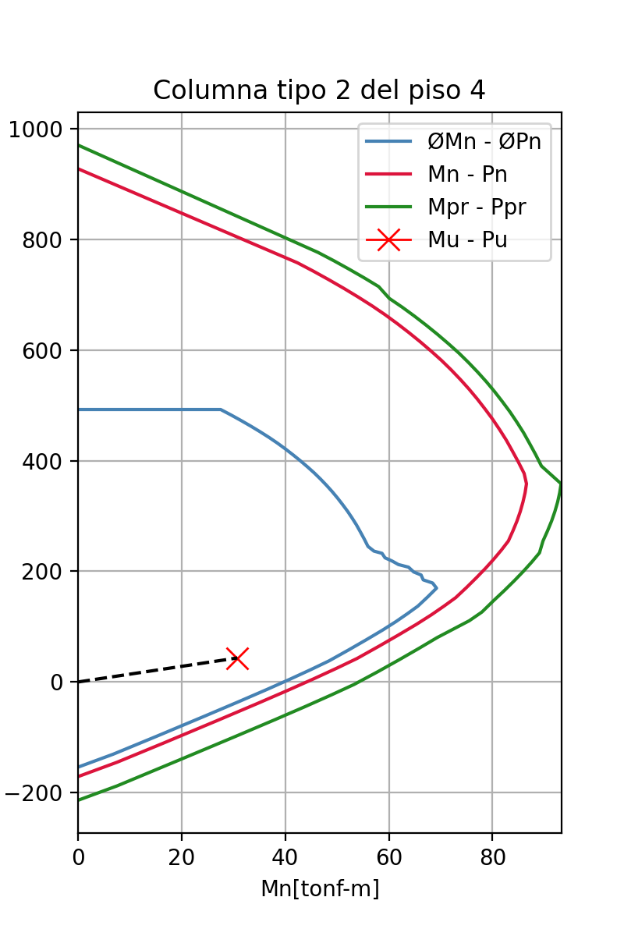 Columna tipo 2 del piso 4
ØMn - ØPn
Mn - Pn
Mpr - Ppr
Mu - Pu
1000
800
600
400
200
0
−200
0 20 40 60 80
Mn[tonf-m]